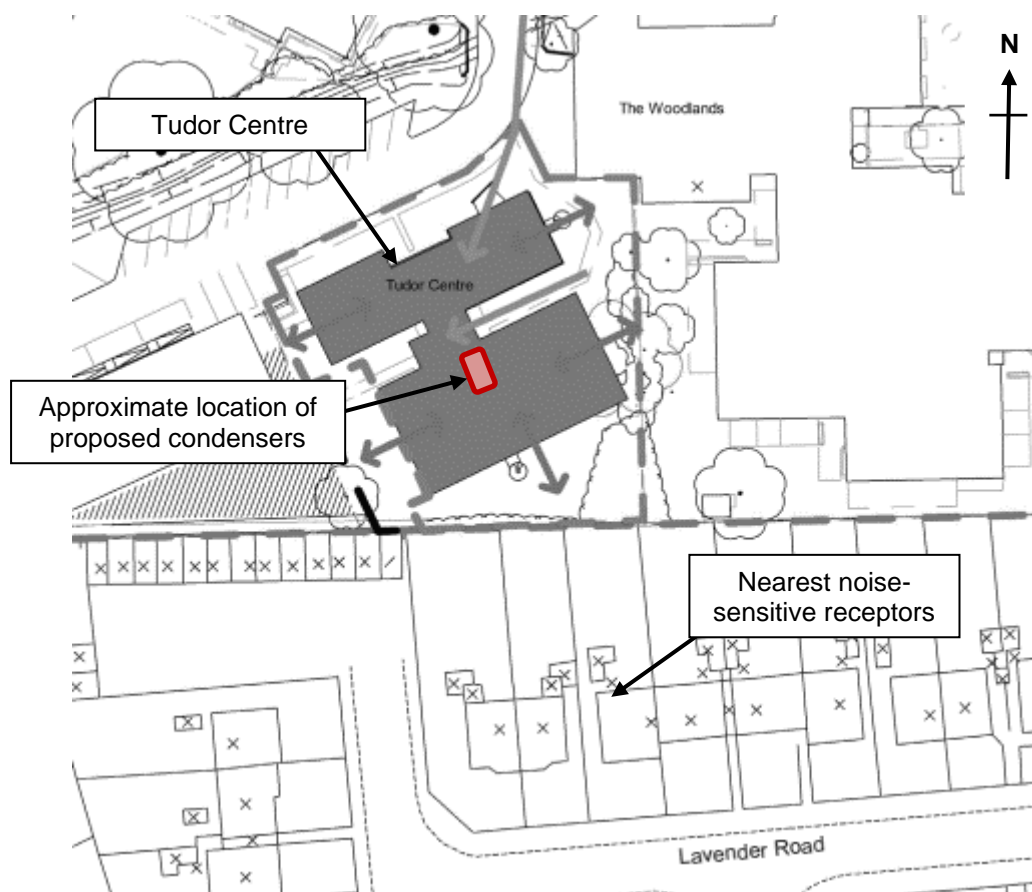 N
The Woodlands
Tudor Centre
Tudor Centre
Approximate location of
proposed condensers
Nearest noise-
sensitive receptors
Lavender Road